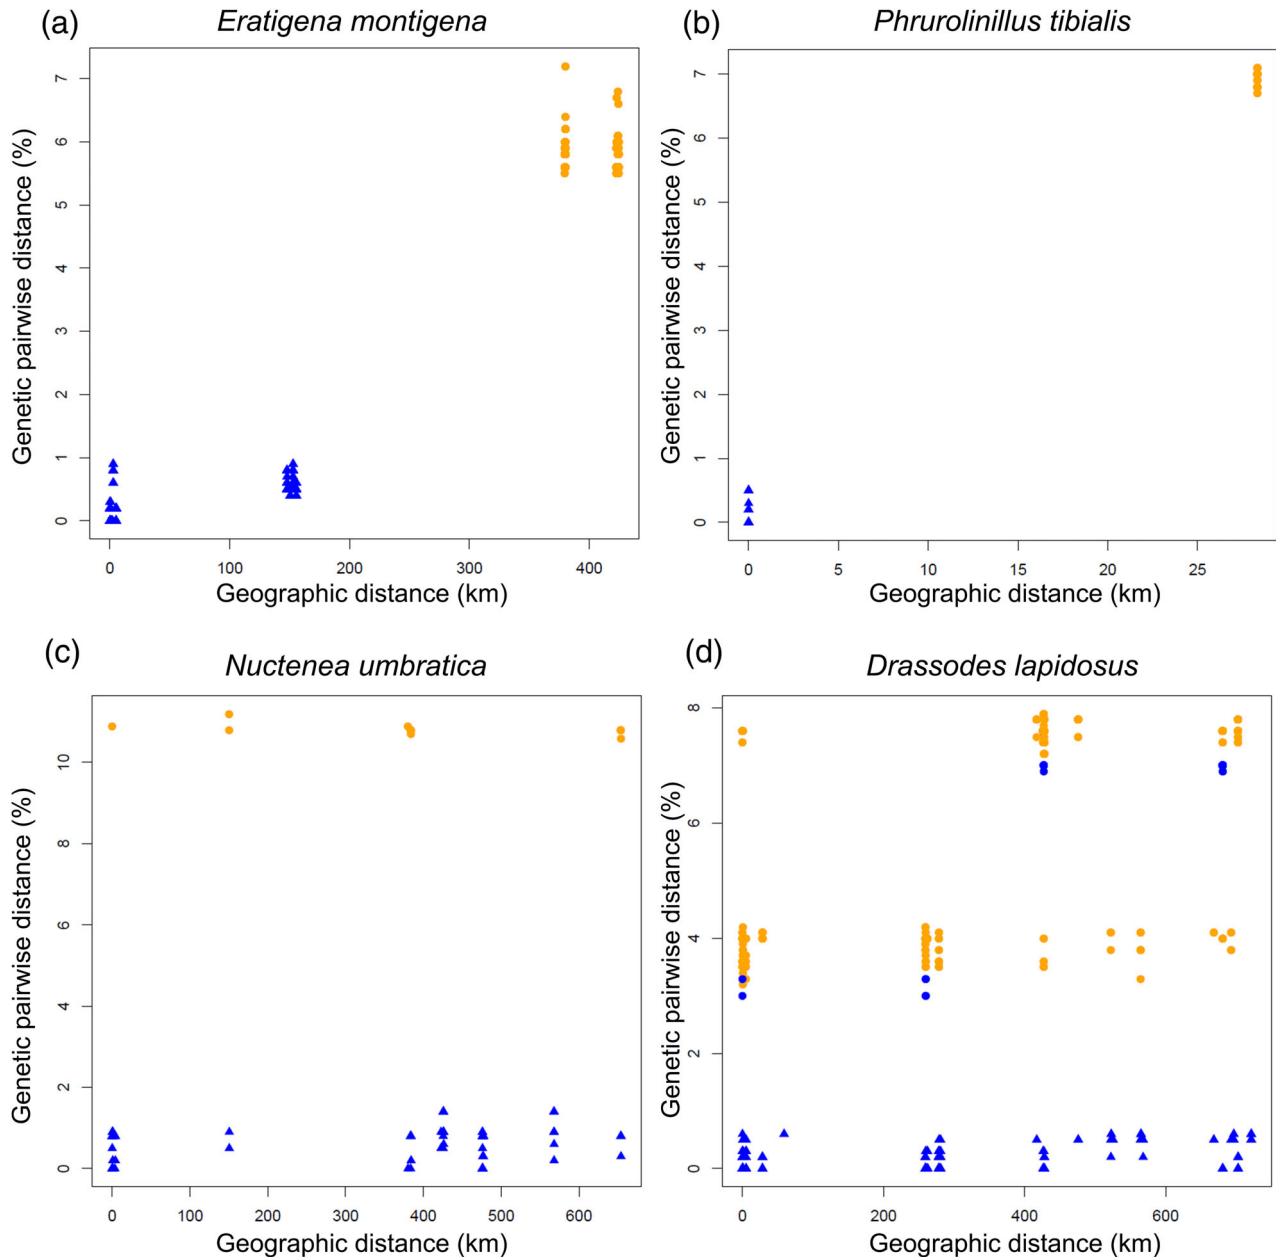 (a) Eratigena montigena
Genetic pairwise distance (%)
7
6
5
4
3
2
1
0
0 100 200 300 400
Geographic distance (km)
(b) Phrurolinillus tibialis
Genetic pairwise distance (%)
7
6
5
4
3
2
1
0
0 5 10 15 20 25
Geographic distance (km)
(c) Nuctenea umbratica
Genetic pairwise distance (%)
10
8
6
4
2
0
0 100 200 300 400 500 600
Geographic distance (km)
(d) Drassodes lapidosus
Genetic pairwise distance (%)
8
6
4
2
0
0 200 400 600
Geographic distance (km)